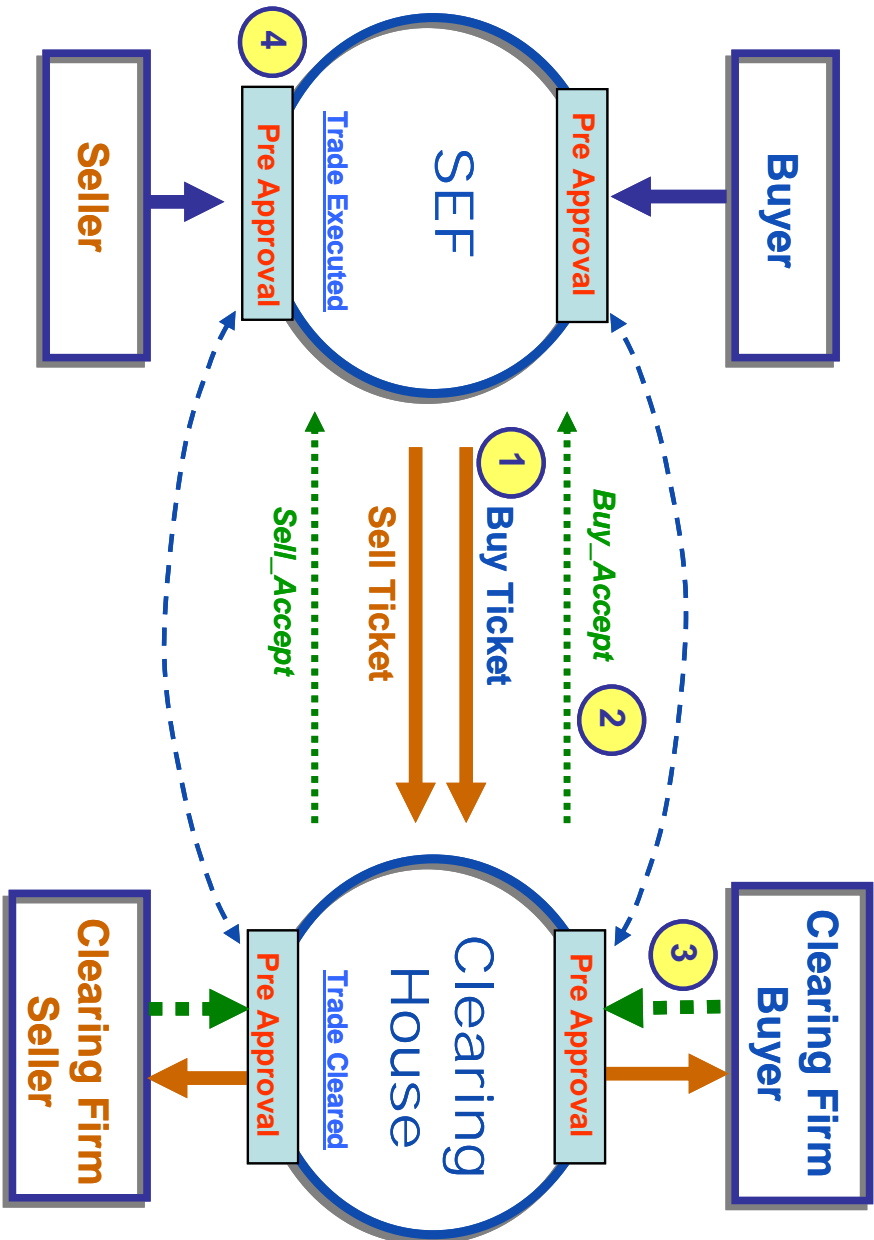 Buyer
Clearing Firm
Buyer
3
Pre Approval
Buy_Accept
2
Pre Approval
1
Buy Ticket
SEF
Clearing
House
Sell Ticket
Trade Executed
Trade Cleared
Sell_Accept
4
Pre Approval
Pre Approval
Seller
Clearing Firm
Seller